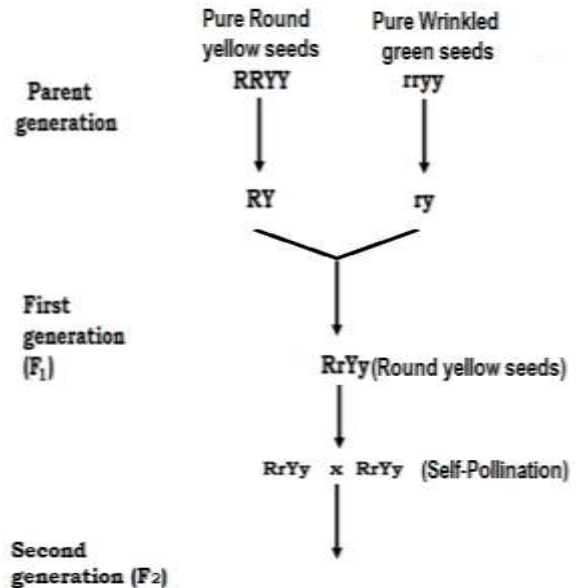 Pure Round
yellow seeds
RRYY
Pure Wrinkled
green seeds
rryy
Parent
generation
RY
ry
First
generation
(F₁)
RrYy(Round yellow seeds)
RrYy x RrYy (Self-Pollination)
Second
generation (F₂)